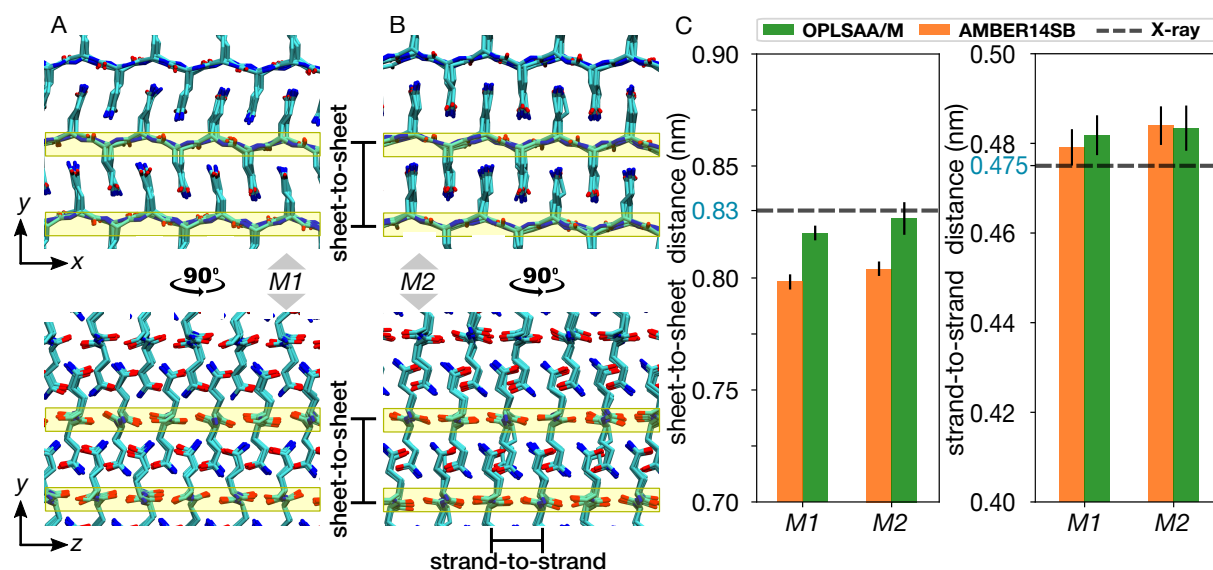 A
B
C
OPLSAA/M
AMBER14SB
X-ray
y
x
90°
M1
M2
90°
sheet-to-sheet
y
z
sheet-to-sheet
strand-to-strand
sheet-to-sheet distance (nm)
0.90
0.85
0.83
0.80
0.75
0.70
M1
M2
strand-to-strand distance (nm)
0.50
0.48
0.475
0.46
0.44
0.42
0.40
M1
M2